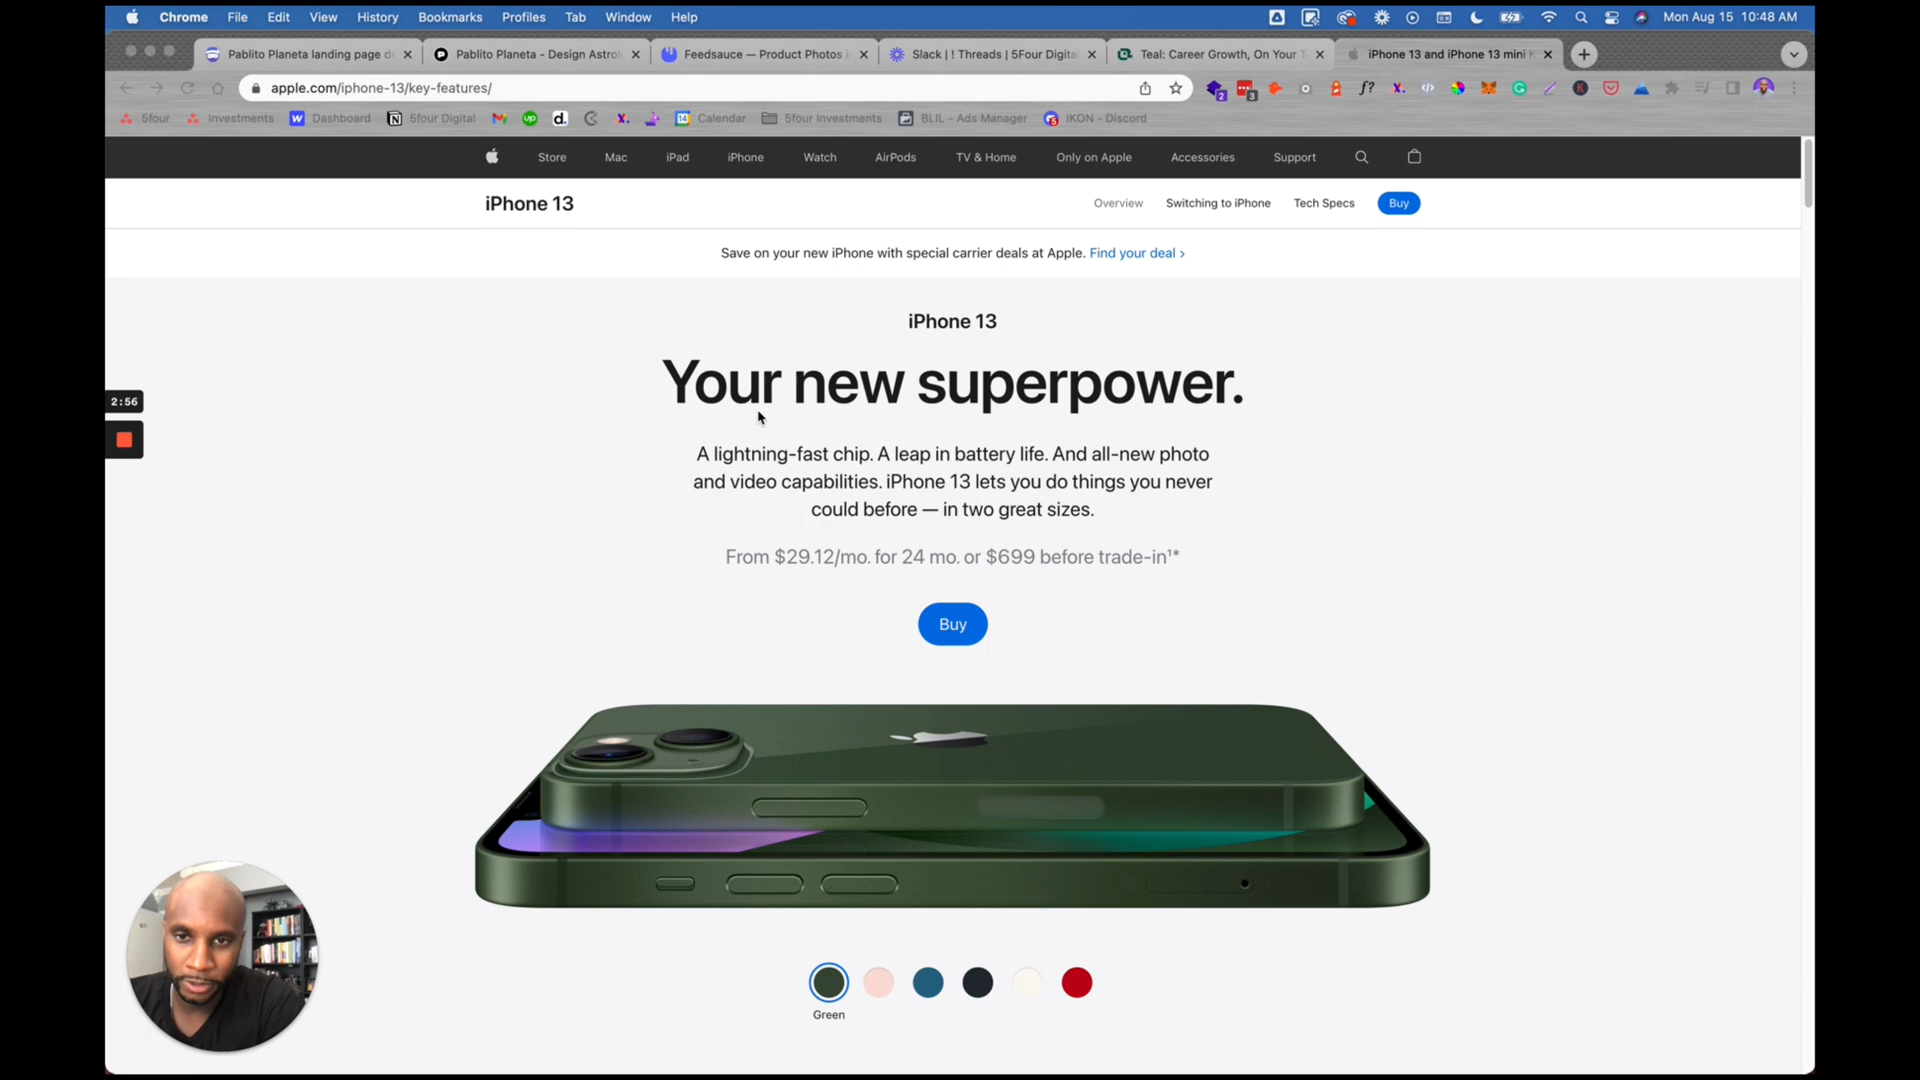 Chrome File Edit View History Bookmarks Profiles Tab Window Help Mon Aug 15 10:48 AM
Pablito Planeta landing page de Pablito Planeta - Design Astrol Feedsauce — Product Photos i Slack | ! Threads | 5Four Digita Teal: Career Growth, On Your T iPhone 13 and iPhone 13 mini K
apple.com/iphone-13/key-features/ 2 3 f?
5four Investments Dashboard 5four Digital up d. X. 14 Calendar 5four Investments BLIL - Ads Manager 5 IKON - Discord
Store Mac iPad iPhone Watch AirPods TV & Home Only on Apple Accessories Support
iPhone 13 Overview Switching to iPhone Tech Specs Buy
Save on your new iPhone with special carrier deals at Apple. Find your deal >
iPhone 13
Your new superpower.
2:56
A lightning-fast chip. A leap in battery life. And all-new photo
and video capabilities. iPhone 13 lets you do things you never
could before — in two great sizes.
From $29.12/mo. for 24 mo. or $699 before trade-in¹*
Buy
Green